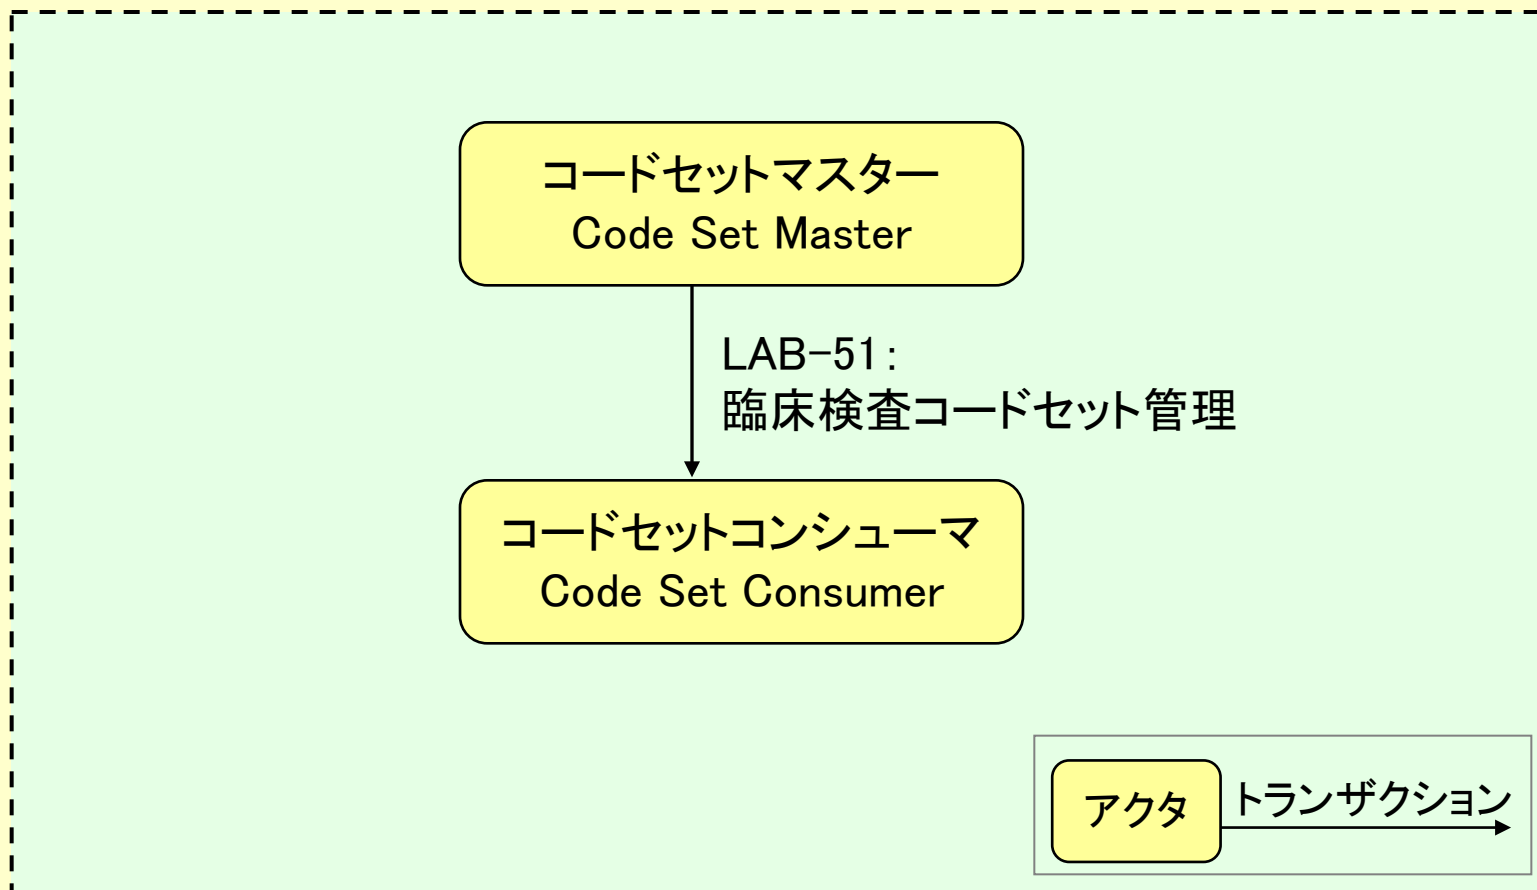 コードセットマスター
Code Set Master
LAB-51:
臨床検査コードセット管理
コードセットコンシューマ
Code Set Consumer
アクタ
トランザクション